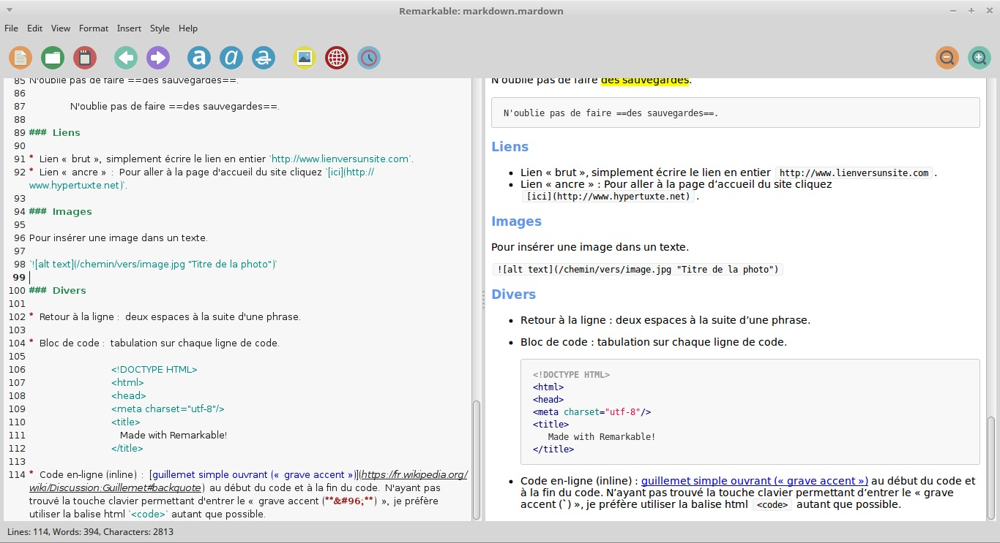 Remarkable: markdown.mardown
File Edit View Format Insert Style Help
a a a
85 N'oublie pas de faire ==des sauvegardes==.
86
87 N'oublie pas de faire ==des sauvegardes==.
88
89 ### Liens
90
91 * Lien « brut », simplement écrire le lien en entier `http://www.lienversunsite.com`.
92 * Lien « ancre » : Pour aller à la page d'accueil du site cliquez `[ici](http://
www.hypertuxte.net)`.
93
94 ### Images
95
96 Pour insérer une image dans un texte.
97
98 `![alt text](/chemin/vers/image.jpg "Titre de la photo")`
99
100 ### Divers
101
102 * Retour à la ligne : deux espaces à la suite d'une phrase.
103
104 * Bloc de code : tabulation sur chaque ligne de code.
105
106 <!DOCTYPE HTML>
107 <html>
108 <head>
109 <meta charset="utf-8"/>
110 <title>
111 Made with Remarkable!
112 </title>
113
114 * Code en-ligne (inline) : [guillemet simple ouvrant (« grave accent »)](https://fr.wikipedia.org/
wiki/Discussion:Guillemet#backquote) au début du code et à la fin du code. N'ayant pas
trouvé la touche clavier permettant d'entrer le « grave accent (**&#96;**) », je préfère
utiliser la balise html `<code>` autant que possible.
N'oublie pas de faire des sauvegardes.
N'oublie pas de faire ==des sauvegardes==.
Liens
• Lien « brut », simplement écrire le lien en entier http://www.lienversunsite.com .
• Lien « ancre » : Pour aller à la page d’accueil du site cliquez
[ici](http://www.hypertuxte.net) .
Images
Pour insérer une image dans un texte.
![alt text](/chemin/vers/image.jpg "Titre de la photo")
Divers
• Retour à la ligne : deux espaces à la suite d’une phrase.
• Bloc de code : tabulation sur chaque ligne de code.
<!DOCTYPE HTML>
<html>
<head>
<meta charset="utf-8"/>
<title>
Made with Remarkable!
</title>
• Code en-ligne (inline) : guillemet simple ouvrant (« grave accent ») au début du code et
à la fin du code. N’ayant pas trouvé la touche clavier permettant d’entrer le « grave
accent (`) », je préfère utiliser la balise html <code> autant que possible.
Lines: 114, Words: 394, Characters: 2813